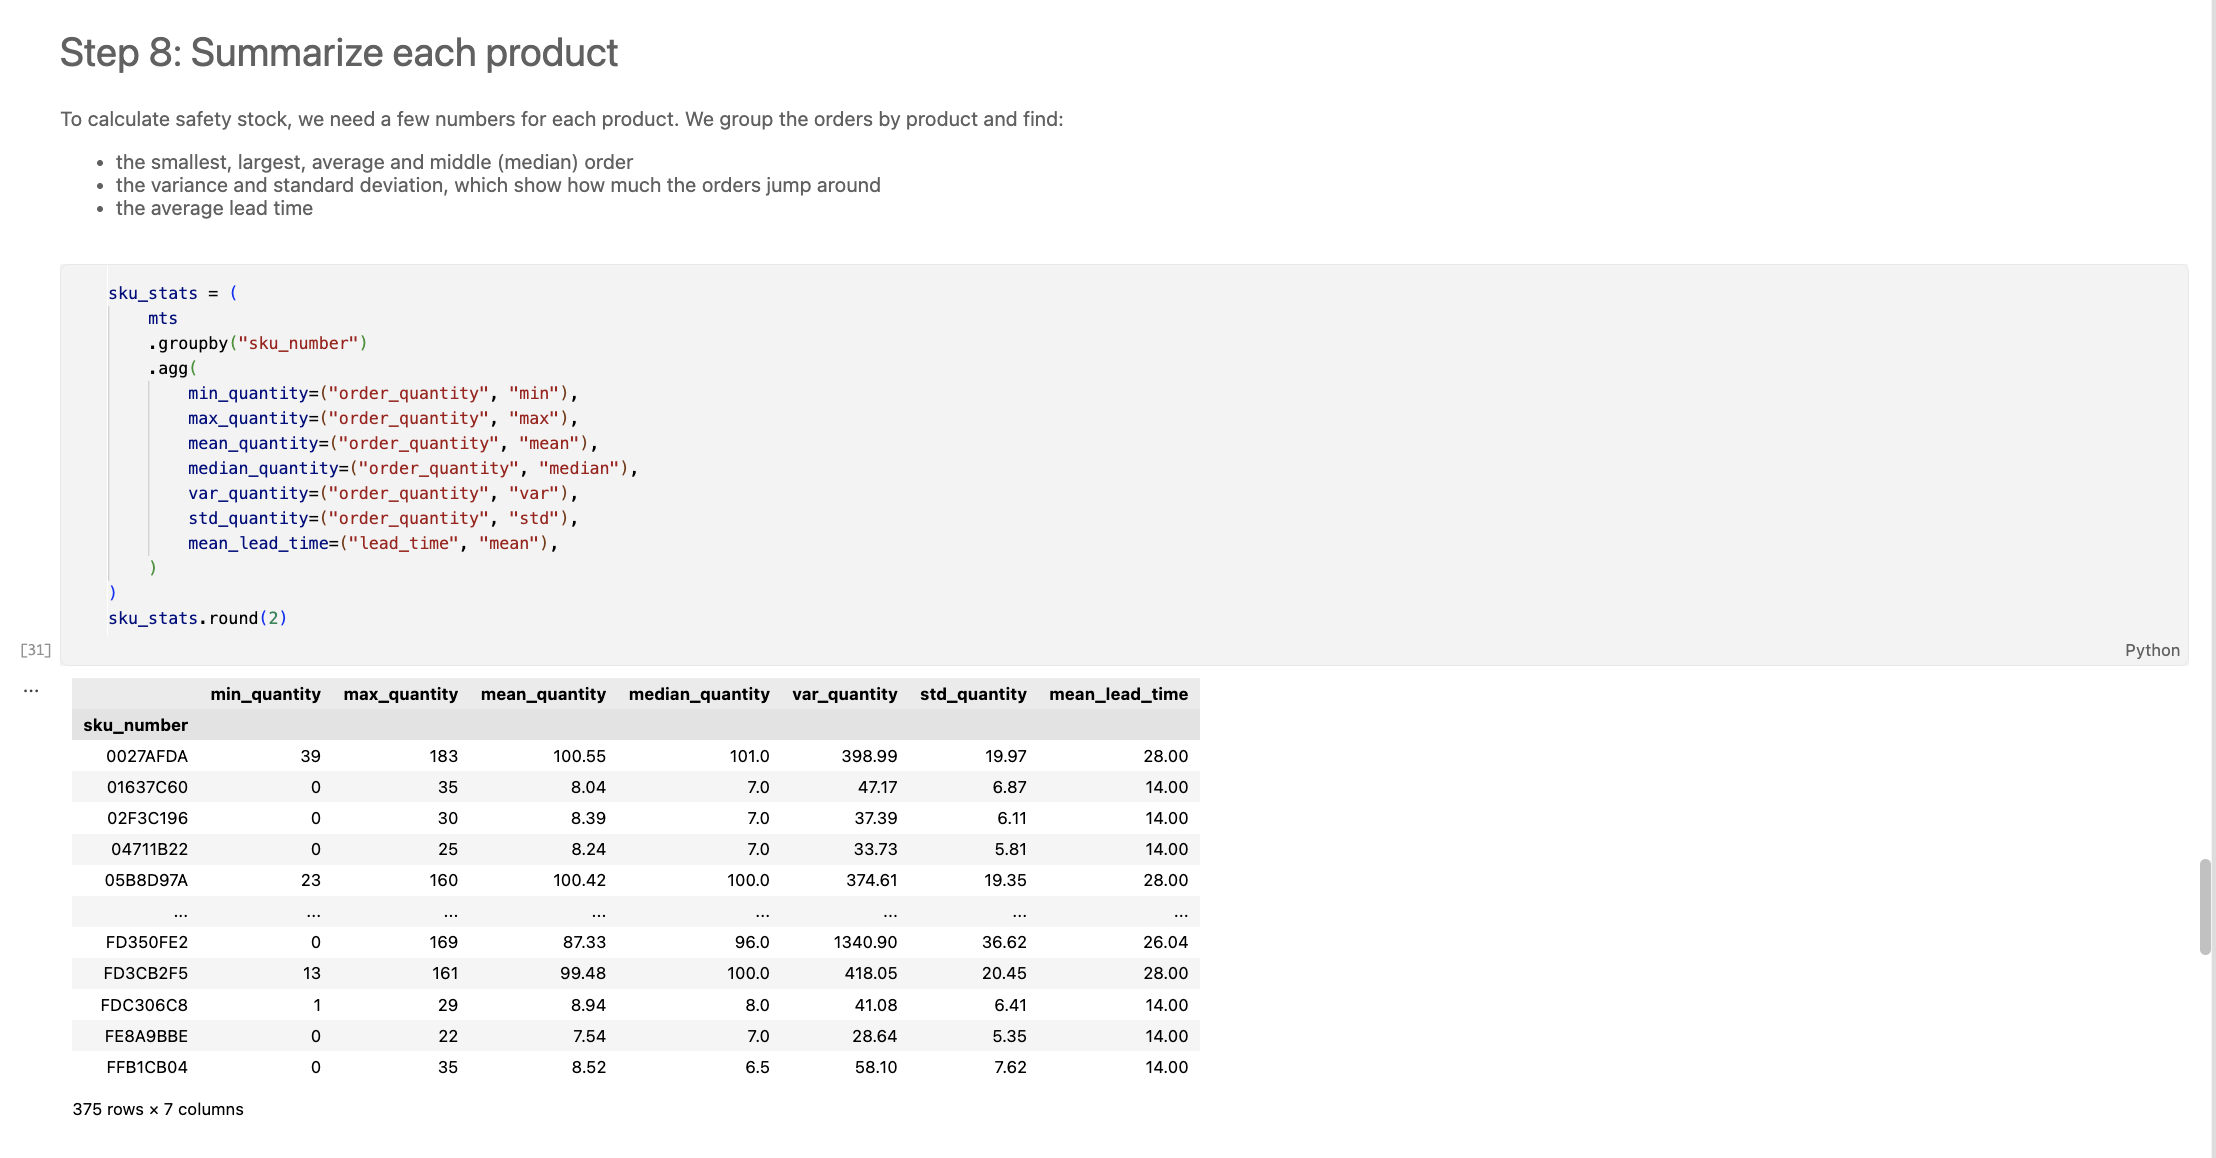 Step 8: Summarize each product
To calculate safety stock, we need a few numbers for each product. We group the orders by product and find:
• the smallest, largest, average and middle (median) order
• the variance and standard deviation, which show how much the orders jump around
• the average lead time
sku_stats = (
    mts
    .groupby("sku_number")
    .agg(
        min_quantity=("order_quantity", "min"),
        max_quantity=("order_quantity", "max"),
        mean_quantity=("order_quantity", "mean"),
        median_quantity=("order_quantity", "median"),
        var_quantity=("order_quantity", "var"),
        std_quantity=("order_quantity", "std"),
        mean_lead_time=("lead_time", "mean"),
    )
)
sku_stats.round(2)
[31] Python
...
min_quantity max_quantity mean_quantity median_quantity var_quantity std_quantity mean_lead_time
sku_number
0027AFDA 39 183 100.55 101.0 398.99 19.97 28.00
01637C60 0 35 8.04 7.0 47.17 6.87 14.00
02F3C196 0 30 8.39 7.0 37.39 6.11 14.00
04711B22 0 25 8.24 7.0 33.73 5.81 14.00
05B8D97A 23 160 100.42 100.0 374.61 19.35 28.00
... ... ... ... ... ... ... ...
FD350FE2 0 169 87.33 96.0 1340.90 36.62 26.04
FD3CB2F5 13 161 99.48 100.0 418.05 20.45 28.00
FDC306C8 1 29 8.94 8.0 41.08 6.41 14.00
FE8A9BBE 0 22 7.54 7.0 28.64 5.35 14.00
FFB1CB04 0 35 8.52 6.5 58.10 7.62 14.00
375 rows × 7 columns